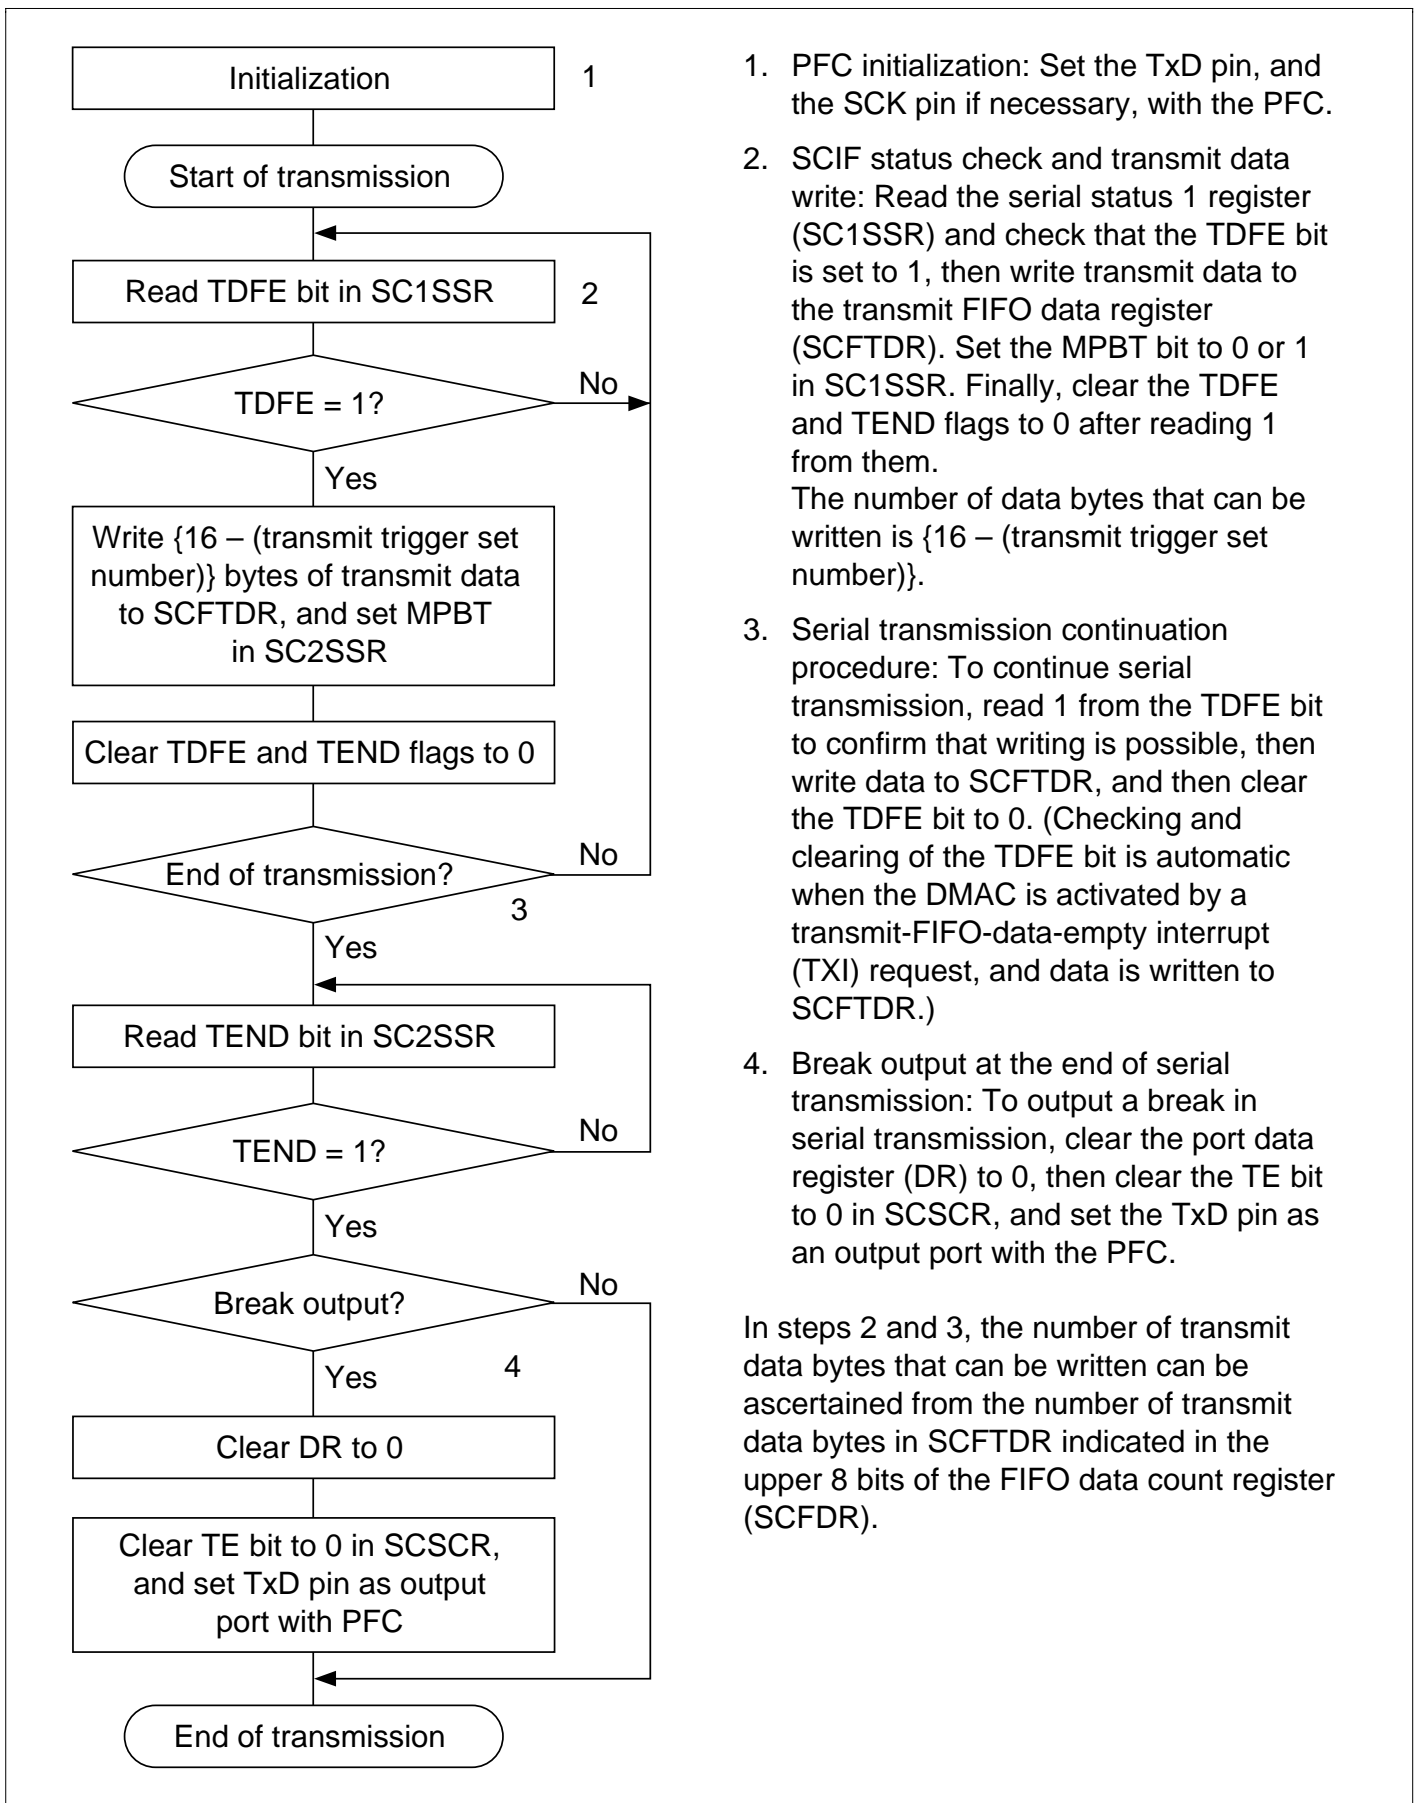 Initialization
1
Start of transmission
Read TDFE bit in SC1SSR
2
TDFE = 1?
No
Yes
Write {16 – (transmit trigger set
number)} bytes of transmit data
to SCFTDR, and set MPBT
in SC2SSR
Clear TDFE and TEND flags to 0
End of transmission?
No
3
Yes
Read TEND bit in SC2SSR
TEND = 1?
No
Yes
Break output?
No
4
Yes
Clear DR to 0
Clear TE bit to 0 in SCSCR,
and set TxD pin as output
port with PFC
End of transmission
1. PFC initialization: Set the TxD pin, and
the SCK pin if necessary, with the PFC.
2. SCIF status check and transmit data
write: Read the serial status 1 register
(SC1SSR) and check that the TDFE bit
is set to 1, then write transmit data to
the transmit FIFO data register
(SCFTDR). Set the MPBT bit to 0 or 1
in SC1SSR. Finally, clear the TDFE
and TEND flags to 0 after reading 1
from them.
The number of data bytes that can be
written is {16 – (transmit trigger set
number)}.
3. Serial transmission continuation
procedure: To continue serial
transmission, read 1 from the TDFE bit
to confirm that writing is possible, then
write data to SCFTDR, and then clear
the TDFE bit to 0. (Checking and
clearing of the TDFE bit is automatic
when the DMAC is activated by a
transmit-FIFO-data-empty interrupt
(TXI) request, and data is written to
SCFTDR.)
4. Break output at the end of serial
transmission: To output a break in
serial transmission, clear the port data
register (DR) to 0, then clear the TE bit
to 0 in SCSCR, and set the TxD pin as
an output port with the PFC.
In steps 2 and 3, the number of transmit
data bytes that can be written can be
ascertained from the number of transmit
data bytes in SCFTDR indicated in the
upper 8 bits of the FIFO data count register
(SCFDR).